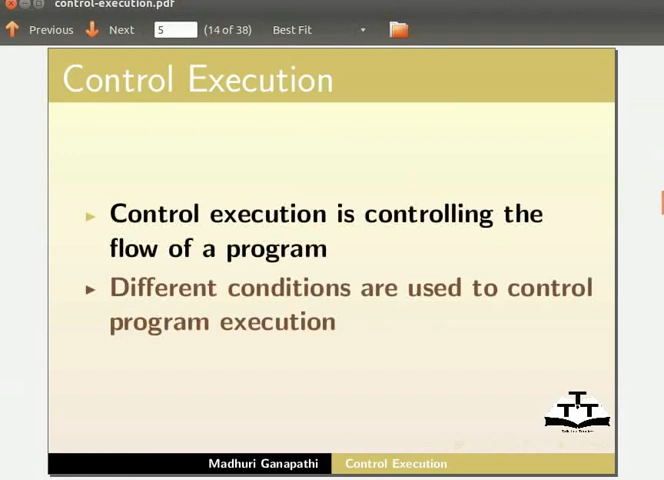 control-execution.pdf
Previous Next 5 (14 of 38) Best Fit
Control Execution
Control execution is controlling the
flow of a program
Different conditions are used to control
program execution
TTT
Madhuri Ganapathi Control Execution